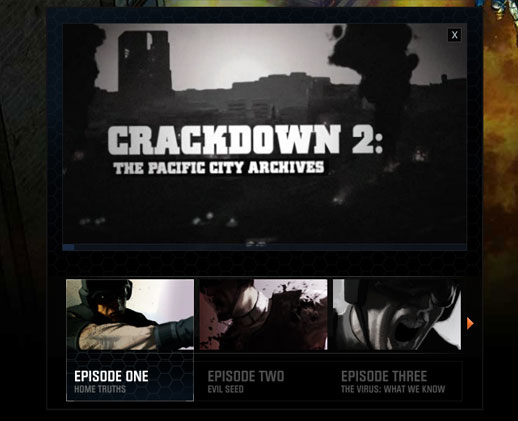 X
CRACKDOWN 2:
THE PACIFIC CITY ARCHIVES
EPISODE ONE
HOME TRUTHS
EPISODE TWO
EVIL SEED
EPISODE THREE
THE VIRUS: WHAT WE KNOW